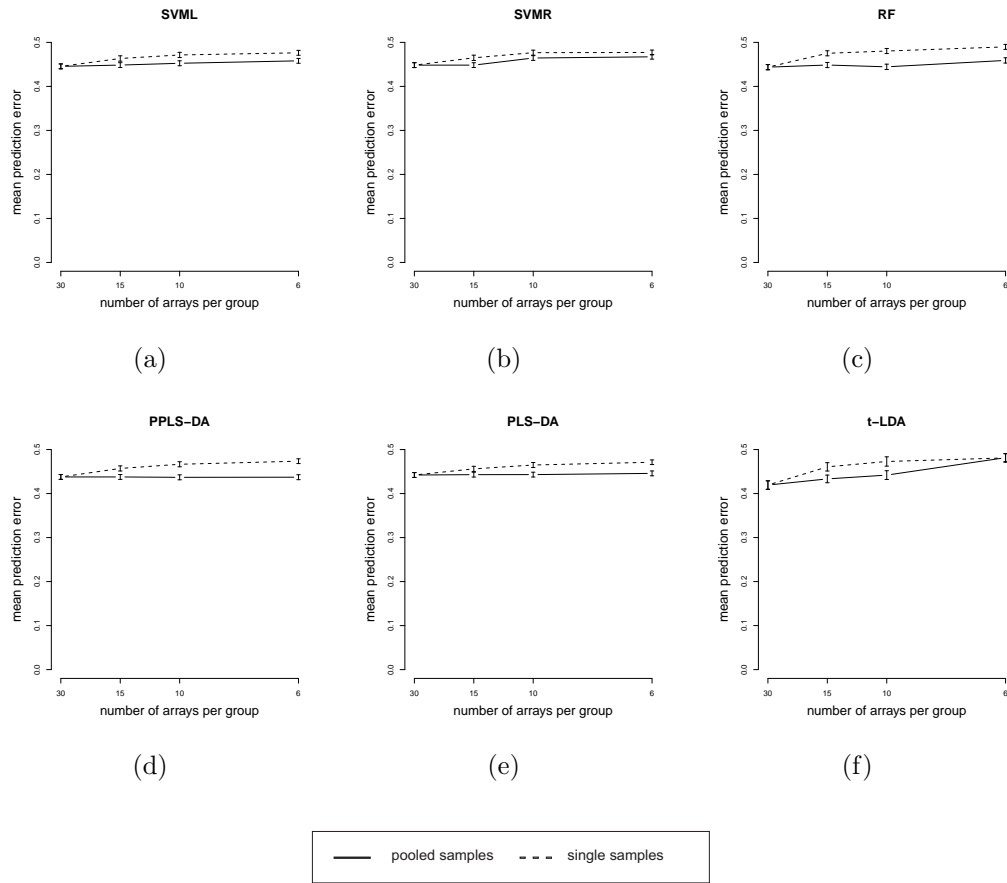 SVML
mean prediction error
0.0 0.1 0.2 0.3 0.4 0.5
30 15 10 6
number of arrays per group
(a)
SVMR
mean prediction error
0.0 0.1 0.2 0.3 0.4 0.5
30 15 10 6
number of arrays per group
(b)
RF
mean prediction error
0.0 0.1 0.2 0.3 0.4 0.5
30 15 10 6
number of arrays per group
(c)
PPLS−DA
mean prediction error
0.0 0.1 0.2 0.3 0.4 0.5
30 15 10 6
number of arrays per group
(d)
PLS−DA
mean prediction error
0.0 0.1 0.2 0.3 0.4 0.5
30 15 10 6
number of arrays per group
(e)
t−LDA
mean prediction error
0.0 0.1 0.2 0.3 0.4 0.5
30 15 10 6
number of arrays per group
(f)
pooled samples single samples